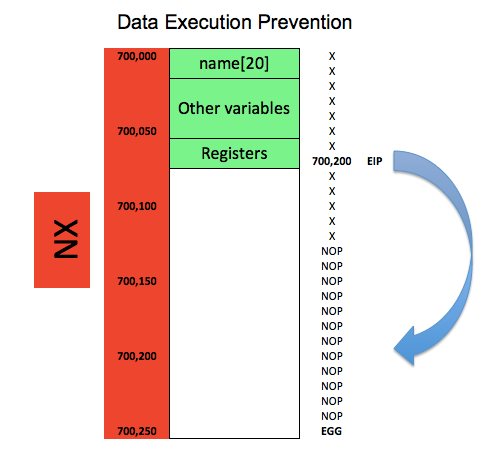 Data Execution Prevention
NX
700,000
700,050
700,100
700,150
700,200
700,250
name[20]
Other variables
Registers
X
X
X
X
X
X
X
700,200 EIP
X
X
X
X
X
NOP
NOP
NOP
NOP
NOP
NOP
NOP
NOP
NOP
NOP
NOP
NOP
EGG